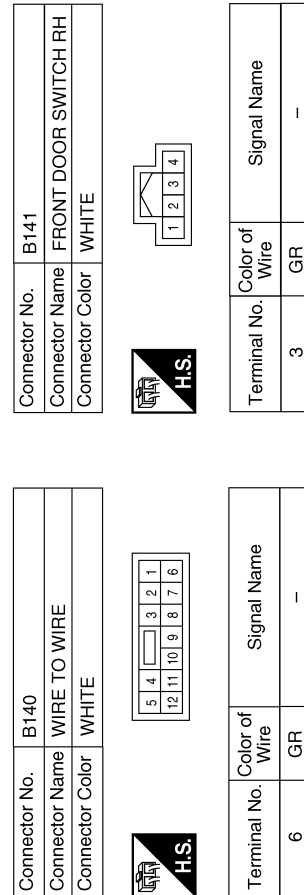 Connector No. B140
Connector Name WIRE TO WIRE
Connector Color WHITE
H.S.
5 4 3 2 1
12 11 10 9 8 7 6
Terminal No. Color of Wire Signal Name
6 GR –
Connector No. B141
Connector Name FRONT DOOR SWITCH RH
Connector Color WHITE
H.S.
1 2 3 4
Terminal No. Color of Wire Signal Name
3 GR –